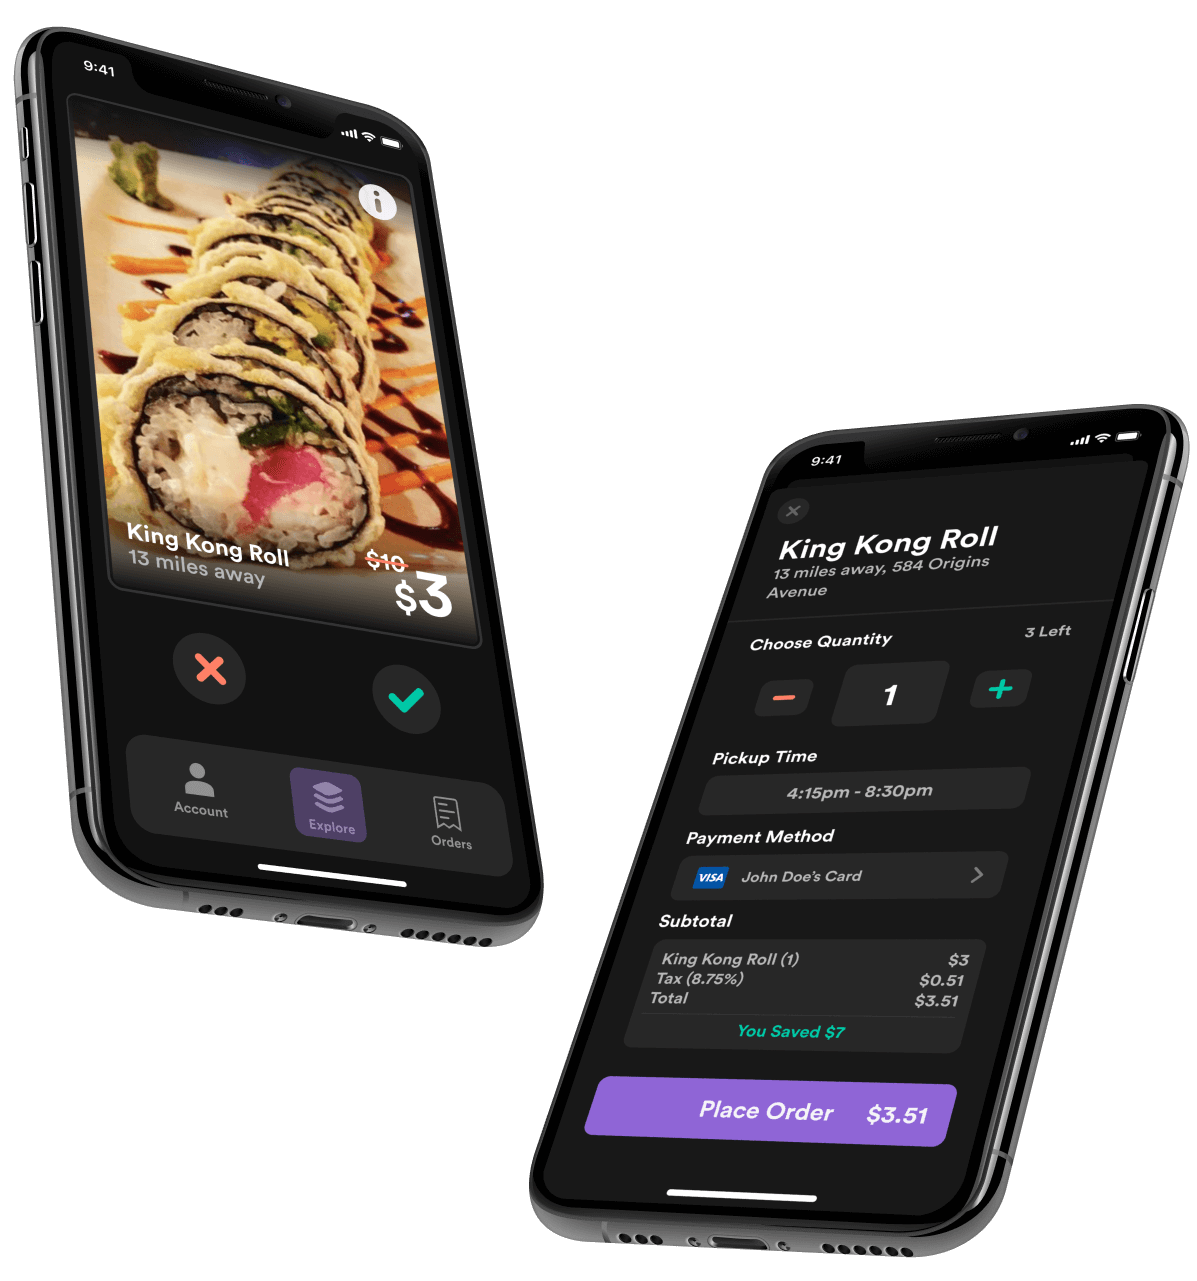 9:41
King Kong Roll
13 miles away
$10
$3
Account
Explore
Orders
9:41
King Kong Roll
13 miles away, 584 Origins
Avenue
Choose Quantity
3 Left
1
Pickup Time
4:15pm - 8:30pm
Payment Method
VISA John Doe's Card
Subtotal
King Kong Roll (1) $3
Tax (8.75%) $0.51
Total $3.51
You Saved $7
Place Order $3.51